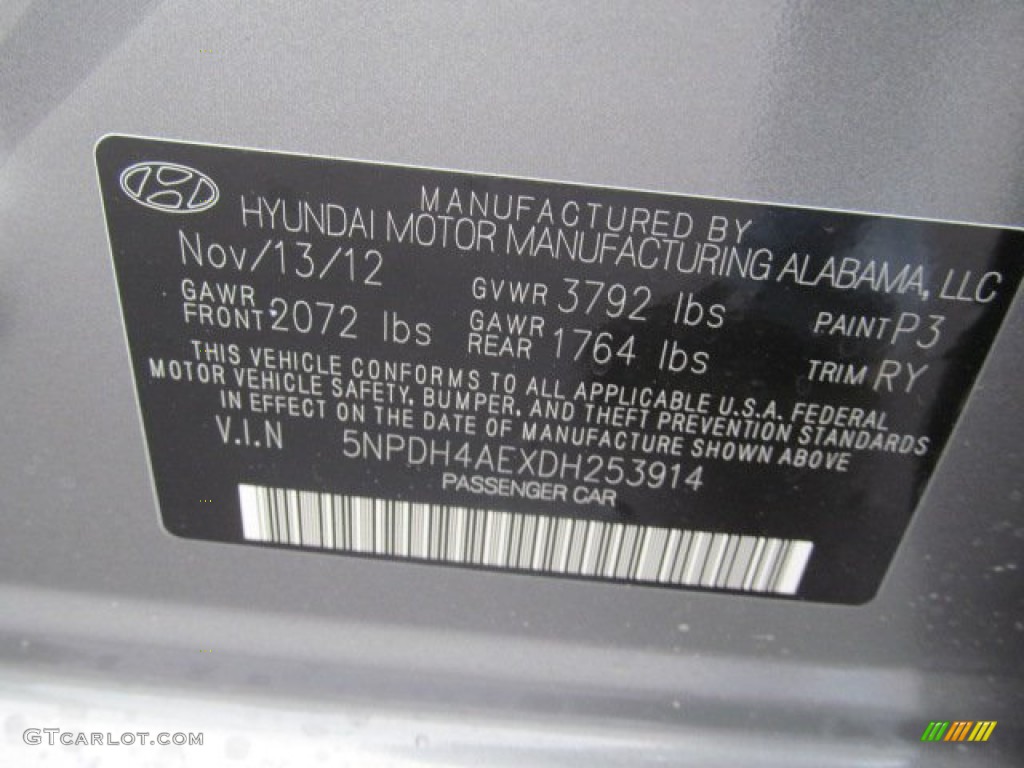 MANUFACTURED BY
HYUNDAI MOTOR MANUFACTURING ALABAMA, LLC
Nov/13/12 GVWR 3792 lbs PAINT P3
GAWR FRONT 2072 lbs GAWR REAR 1764 lbs TRIM RY
THIS VEHICLE CONFORMS TO ALL APPLICABLE U.S.A. FEDERAL
MOTOR VEHICLE SAFETY, BUMPER, AND THEFT PREVENTION STANDARDS
IN EFFECT ON THE DATE OF MANUFACTURE SHOWN ABOVE
V.I.N 5NPDH4AEXDH253914
PASSENGER CAR
GTCARLOT.COM